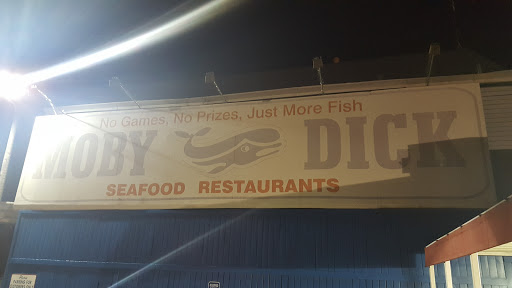 No Games, No Prizes, Just More Fish
MOBY DICK
SEAFOOD RESTAURANTS